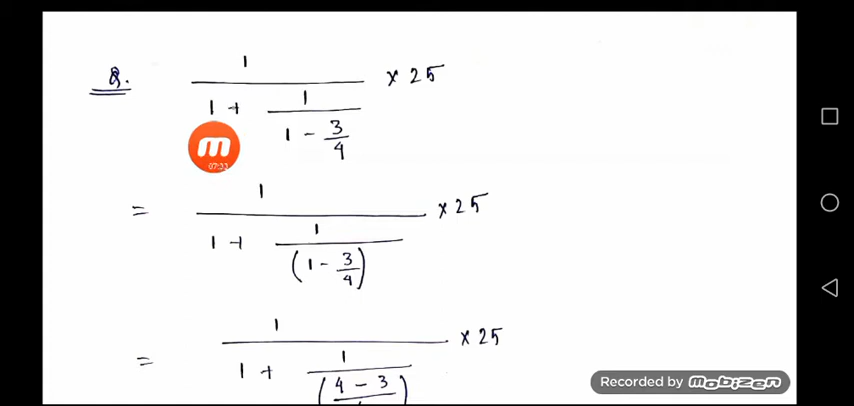 Q. 1 / (1 + 1 / (1 - 3/4)) × 25
07:33
= 1 / (1 + 1 / (1 - 3/4)) × 25
= 1 / (1 + 1 / ((4 - 3)/
× 25
Recorded by mobizen